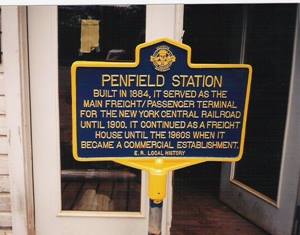 PENFIELD STATION
BUILT IN 1884, IT SERVED AS THE
MAIN FREIGHT/PASSENGER TERMINAL
FOR THE NEW YORK CENTRAL RAILROAD
UNTIL 1900. IT CONTINUED AS A FREIGHT
HOUSE UNTIL THE 1960S WHEN IT
BECAME A COMMERCIAL ESTABLISHMENT.
E.R. LOCAL HISTORY